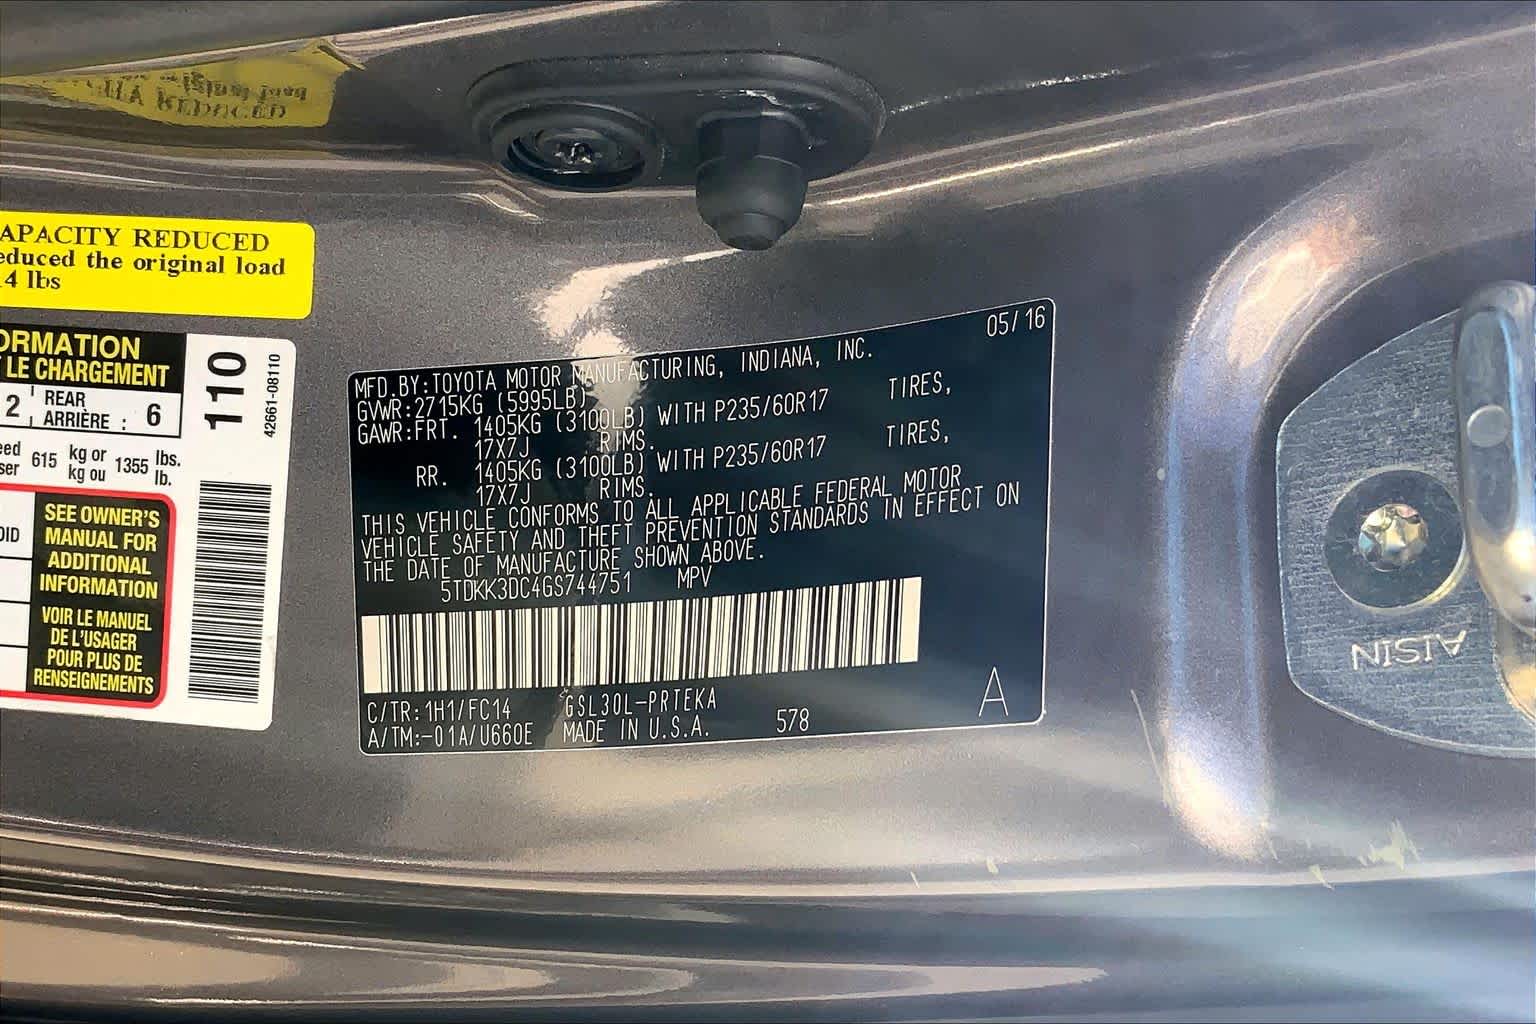 APACITY REDUCED
educed the original load
4 lbs
ORMATION
LE CHARGEMENT
2 REAR
ARRIÈRE : 6
615 kg or
kg ou 1355 lbs.
lb.
SEE OWNER'S
MANUAL FOR
ADDITIONAL
INFORMATION
VOIR LE MANUEL
DE L'USAGER
POUR PLUS DE
RENSEIGNEMENTS
110
42661-08110
05/16
MFD.BY:TOYOTA MOTOR MANUFACTURING, INDIANA, INC.
GVWR:2715KG (5995LB)
GAWR:FRT. 1405KG (3100LB) WITH P235/60R17 TIRES,
17X7J RIMS.
RR. 1405KG (3100LB) WITH P235/60R17 TIRES,
17X7J RIMS.
THIS VEHICLE CONFORMS TO ALL APPLICABLE FEDERAL MOTOR
VEHICLE SAFETY AND THEFT PREVENTION STANDARDS IN EFFECT ON
THE DATE OF MANUFACTURE SHOWN ABOVE.
5TDKK3DC4GS744751 MPV
C/TR:1H1/FC14 GSL30L-PRTEKA
A/TM:-01A/U660E MADE IN U.S.A. 578
A
AISIN